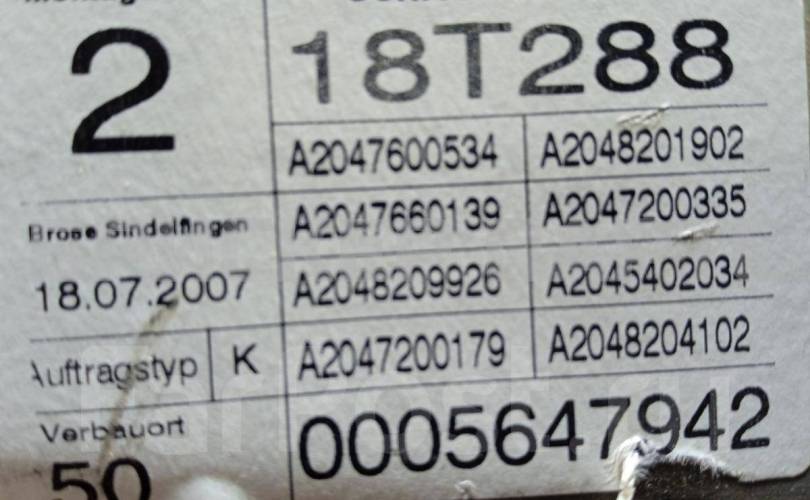 2
18T288
A2047600534 A2048201902
Brose Sindelfingen
A2047660139 A2047200335
18.07.2007
A2048209926 A2045402034
Auftragstyp K
A2047200179 A2048204102
Verbauort
0005647942
50